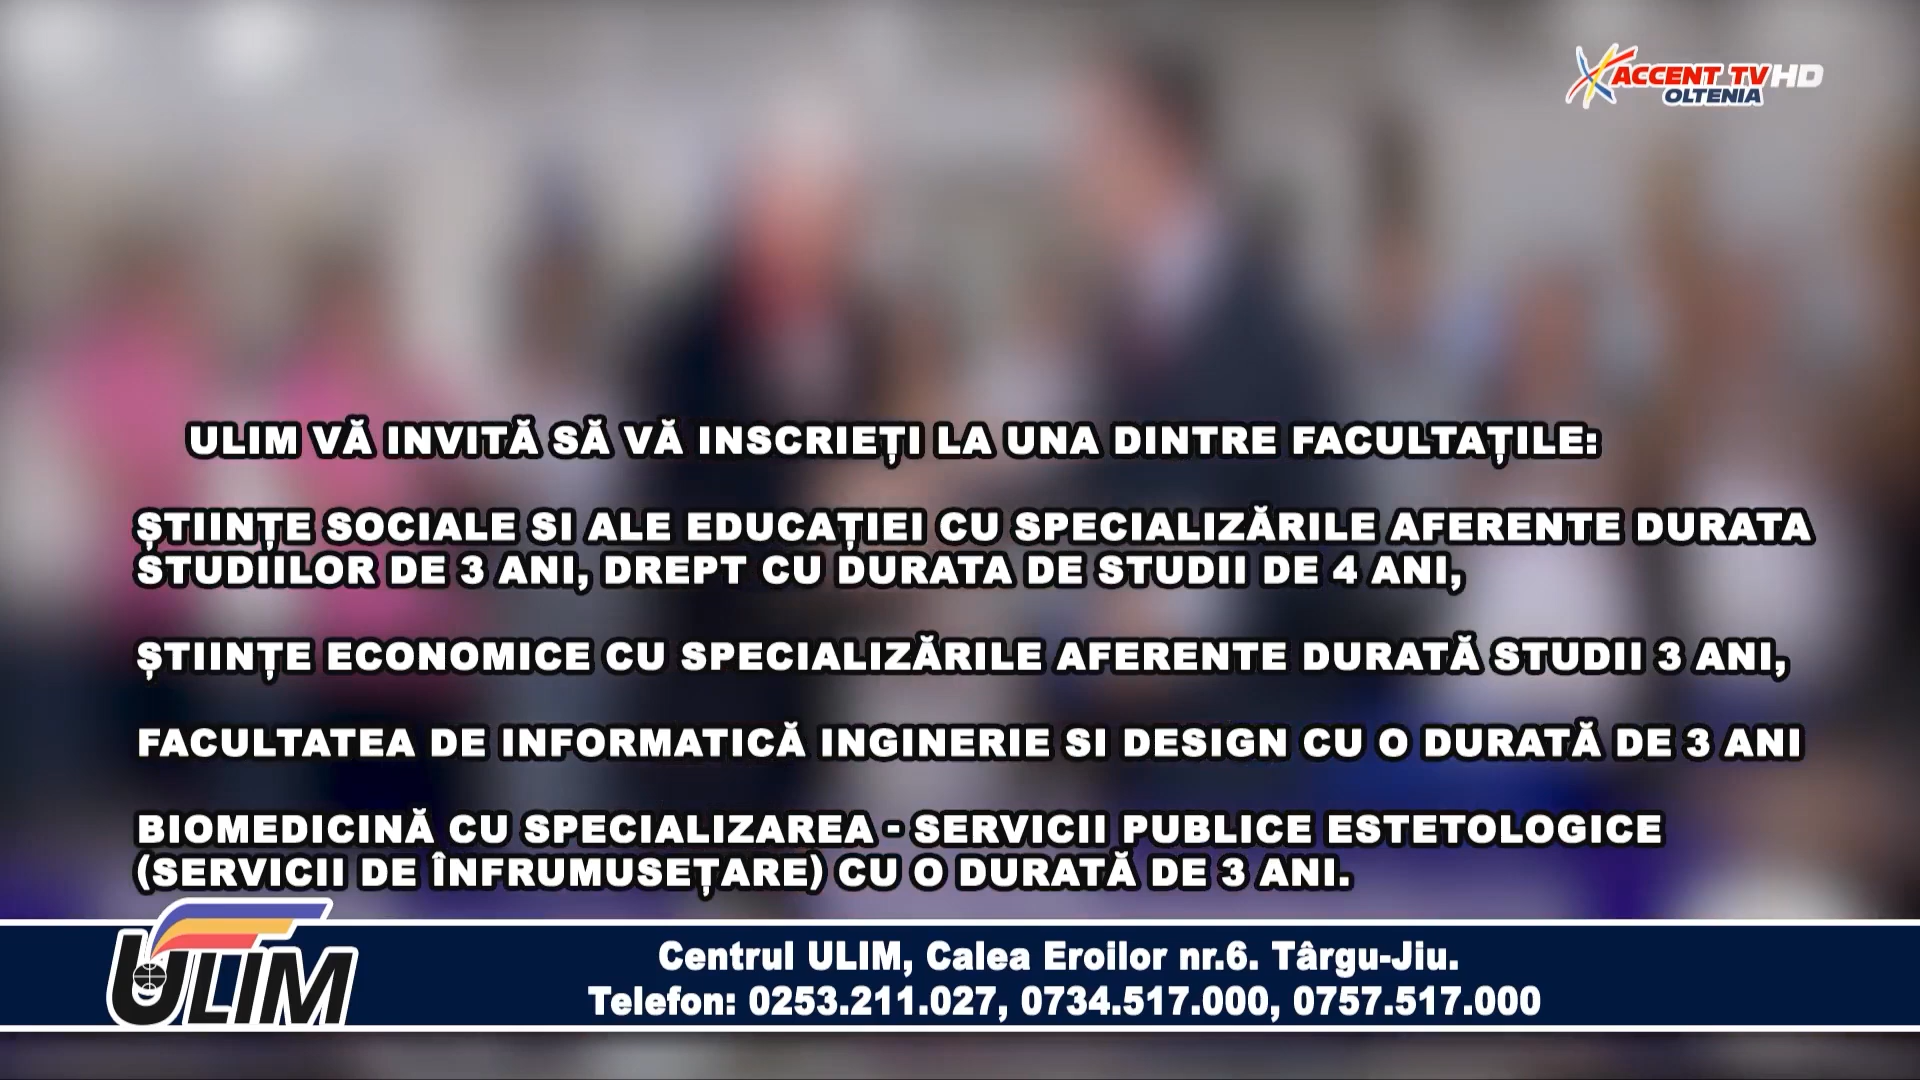 ACCENT TV HD
OLTENIA
ULIM VĂ INVITĂ SĂ VĂ INSCRIEȚI LA UNA DINTRE FACULTAȚILE:
ȘTIINȚE SOCIALE SI ALE EDUCAȚIEI CU SPECIALIZĂRILE AFERENTE DURATA
STUDIILOR DE 3 ANI, DREPT CU DURATA DE STUDII DE 4 ANI,
ȘTIINȚE ECONOMICE CU SPECIALIZĂRILE AFERENTE DURATĂ STUDII 3 ANI,
FACULTATEA DE INFORMATICĂ INGINERIE SI DESIGN CU O DURATĂ DE 3 ANI
BIOMEDICINĂ CU SPECIALIZAREA - SERVICII PUBLICE ESTETOLOGICE
(SERVICII DE ÎNFRUMUSEȚARE) CU O DURATĂ DE 3 ANI.
ULIM
Centrul ULIM, Calea Eroilor nr.6. Târgu-Jiu.
Telefon: 0253.211.027, 0734.517.000, 0757.517.000